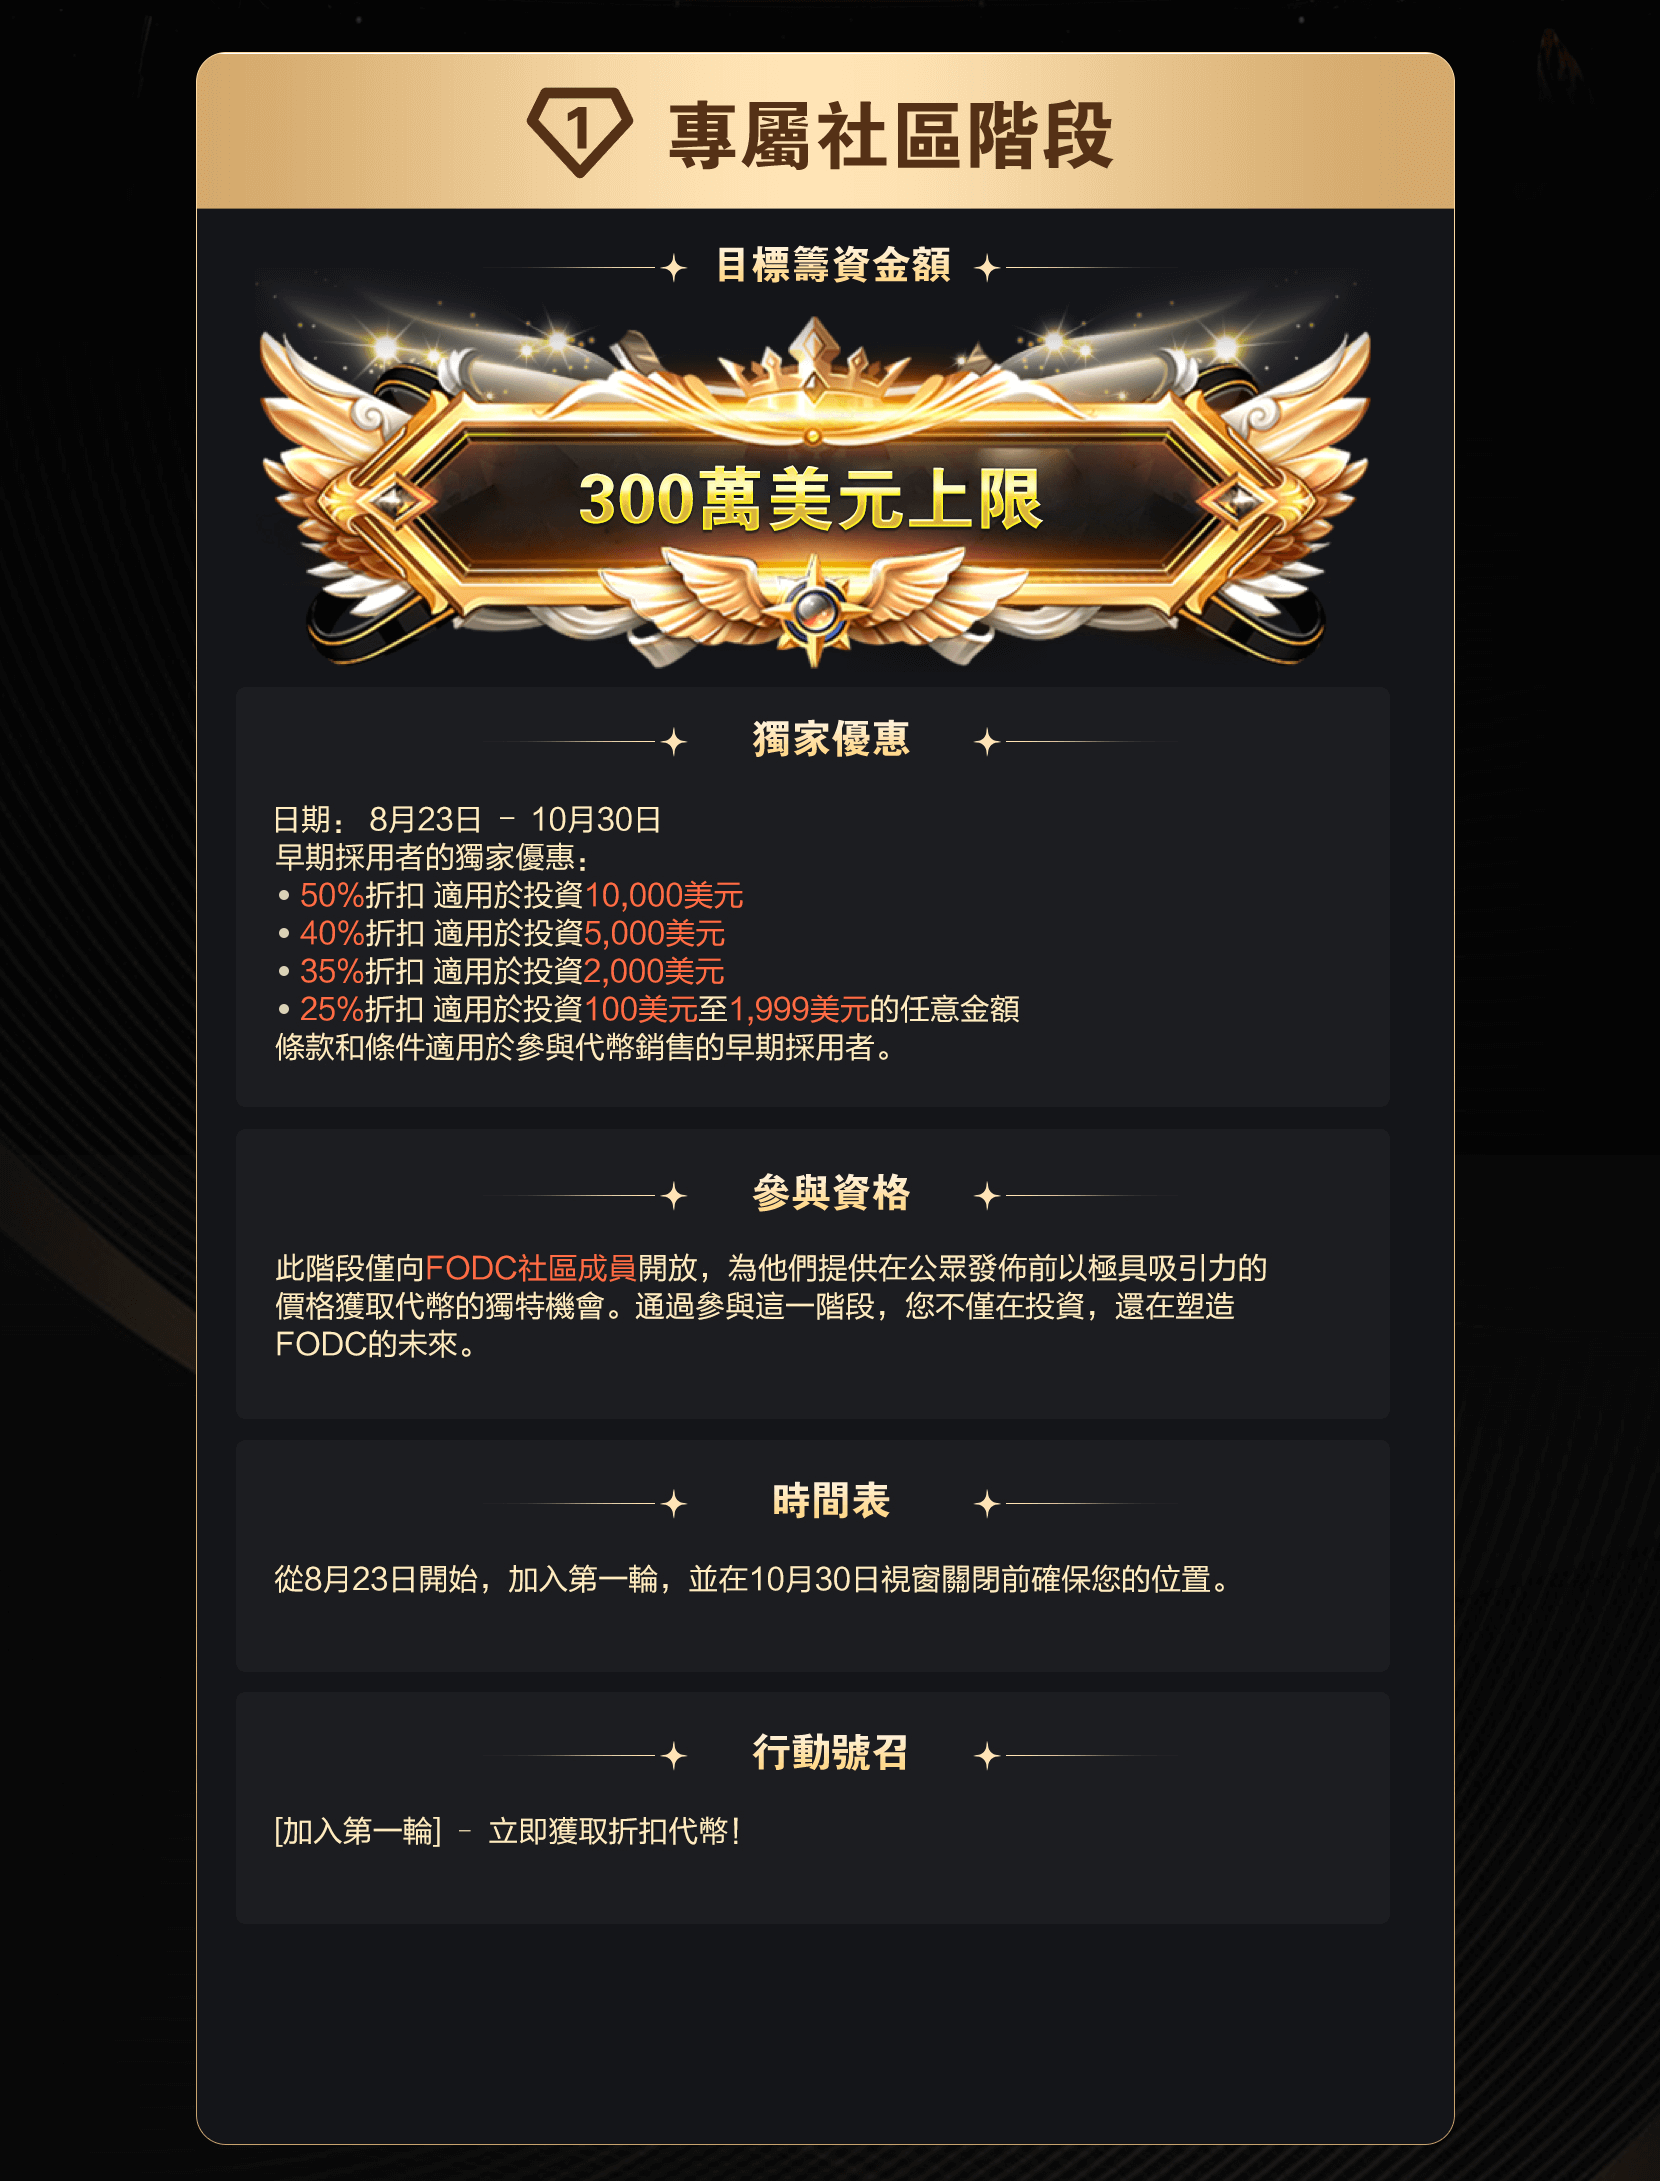 1 專屬社區階段
目標籌資金額
300萬美元上限
獨家優惠
日期： 8月23日 – 10月30日
早期採用者的獨家優惠：
• 50%折扣 適用於投資10,000美元
• 40%折扣 適用於投資5,000美元
• 35%折扣 適用於投資2,000美元
• 25%折扣 適用於投資100美元至1,999美元的任意金額
條款和條件適用於參與代幣銷售的早期採用者。
參與資格
此階段僅向FODC社區成員開放，為他們提供在公眾發佈前以極具吸引力的
價格獲取代幣的獨特機會。通過參與這一階段，您不僅在投資，還在塑造
FODC的未來。
時間表
從8月23日開始，加入第一輪，並在10月30日視窗關閉前確保您的位置。
行動號召
[加入第一輪] – 立即獲取折扣代幣！